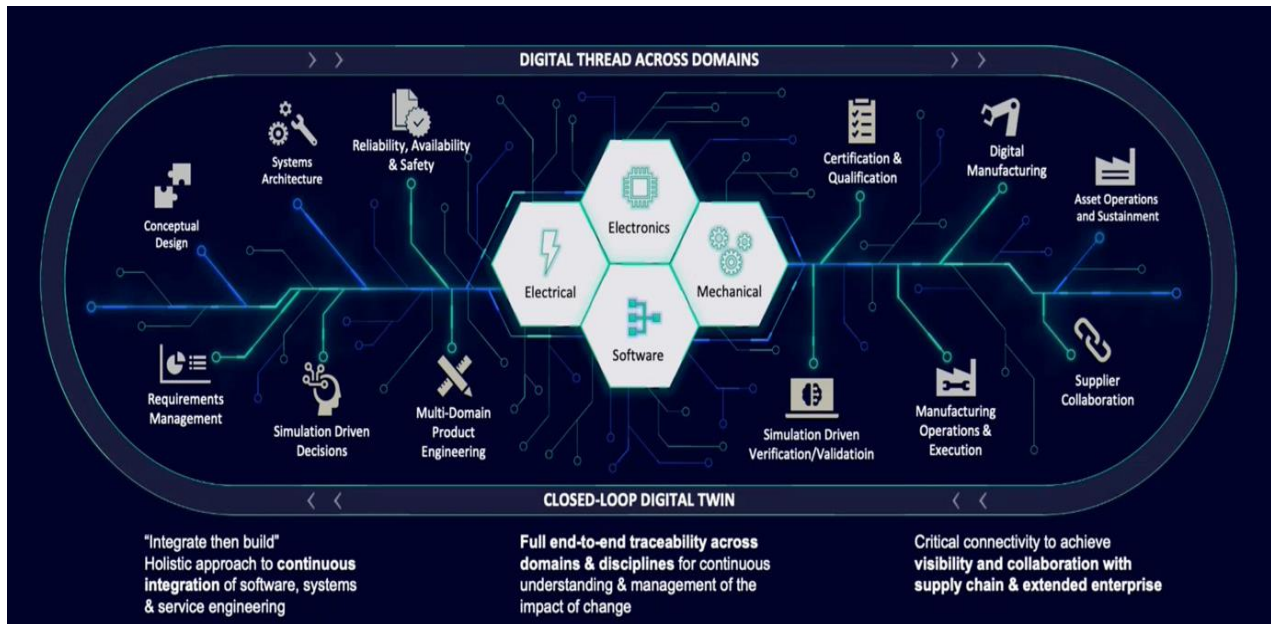 DIGITAL THREAD ACROSS DOMAINS
Conceptual
Design
Systems
Architecture
Reliability, Availability
& Safety
Requirements
Management
Simulation Driven
Decisions
Multi-Domain
Product
Engineering
Electronics
Electrical
Mechanical
Software
Certification &
Qualification
Digital
Manufacturing
Asset Operations
and Sustainment
Simulation Driven
Verification/Validatioin
Manufacturing
Operations &
Execution
Supplier
Collaboration
CLOSED-LOOP DIGITAL TWIN
“Integrate then build”
Holistic approach to continuous
integration of software, systems
& service engineering
Full end-to-end traceability across
domains & disciplines for continuous
understanding & management of the
impact of change
Critical connectivity to achieve
visibility and collaboration with
supply chain & extended enterprise